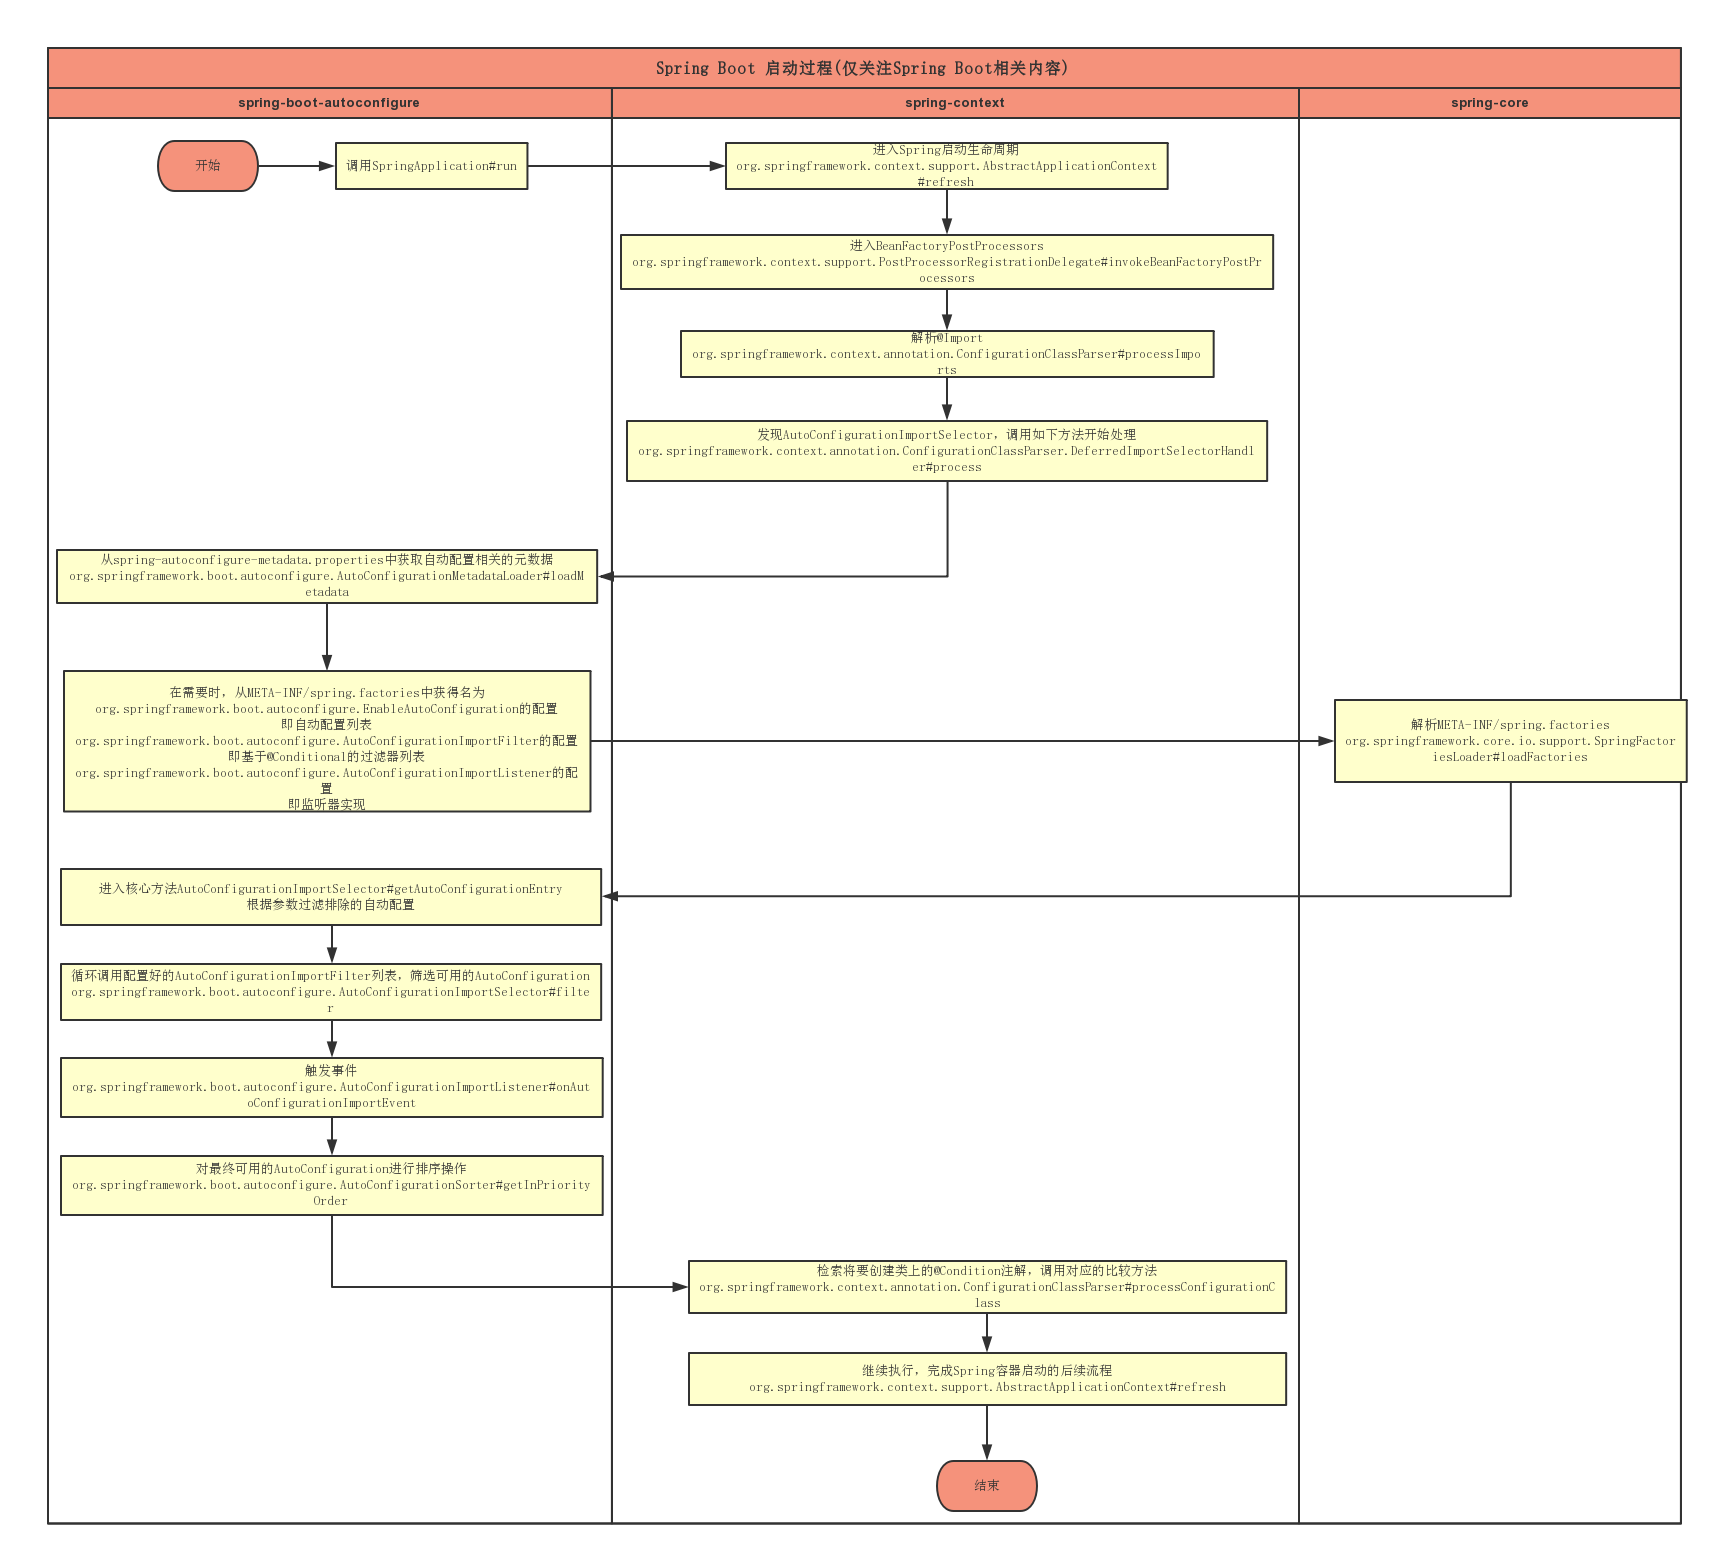 Spring Boot 启动过程(仅关注Spring Boot相关内容)
spring-boot-autoconfigure
spring-context
spring-core
开始
调用SpringApplication#run
进入Spring启动生命周期
org.springframework.context.support.AbstractApplicationContext
#refresh
进入BeanFactoryPostProcessors
org.springframework.context.support.PostProcessorRegistrationDelegate#invokeBeanFactoryPostPr
ocessors
解析@Import
org.springframework.context.annotation.ConfigurationClassParser#processImpo
rts
发现AutoConfigurationImportSelector，调用如下方法开始处理
org.springframework.context.annotation.ConfigurationClassParser.DeferredImportSelectorHandl
er#process
从spring-autoconfigure-metadata.properties中获取自动配置相关的元数据
org.springframework.boot.autoconfigure.AutoConfigurationMetadataLoader#loadM
etadata
在需要时，从META-INF/spring.factories中获得名为
org.springframework.boot.autoconfigure.EnableAutoConfiguration的配置
即自动配置列表
org.springframework.boot.autoconfigure.AutoConfigurationImportFilter的配置
即基于@Conditional的过滤器列表
org.springframework.boot.autoconfigure.AutoConfigurationImportListener的配
置
即监听器实现
解析META-INF/spring.factories
org.springframework.core.io.support.SpringFactor
iesLoader#loadFactories
进入核心方法AutoConfigurationImportSelector#getAutoConfigurationEntry
根据参数过滤排除的自动配置
循环调用配置好的AutoConfigurationImportFilter列表，筛选可用的AutoConfiguration
org.springframework.boot.autoconfigure.AutoConfigurationImportSelector#filte
r
触发事件
org.springframework.boot.autoconfigure.AutoConfigurationImportListener#onAut
oConfigurationImportEvent
对最终可用的AutoConfiguration进行排序操作
org.springframework.boot.autoconfigure.AutoConfigurationSorter#getInPriority
Order
检索将要创建类上的@Condition注解，调用对应的比较方法
org.springframework.context.annotation.ConfigurationClassParser#processConfigurationC
lass
继续执行，完成Spring容器启动的后续流程
org.springframework.context.support.AbstractApplicationContext#refresh
结束